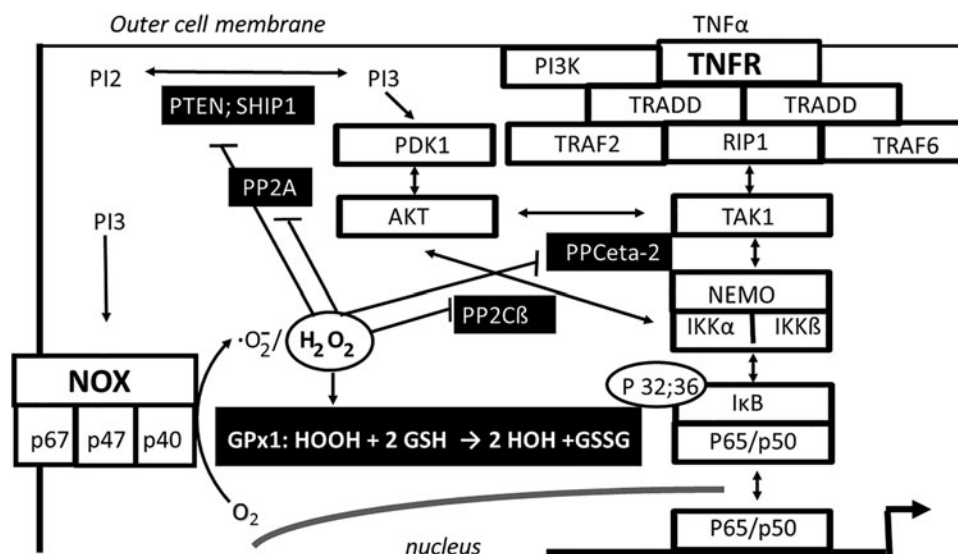 Outer cell membrane
TNFα
PI2
PI3
PI3K
TNFR
PTEN; SHIP1
TRADD
TRADD
PDK1
TRAF2
RIP1
TRAF6
PP2A
AKT
TAK1
PI3
PPCeta-2
NEMO
PP2Cß
IKKα
IKKß
·O₂⁻/
H₂O₂
NOX
P 32;36
IκB
p67
p47
p40
GPx1: HOOH + 2 GSH → 2 HOH +GSSG
P65/p50
O₂
P65/p50
nucleus